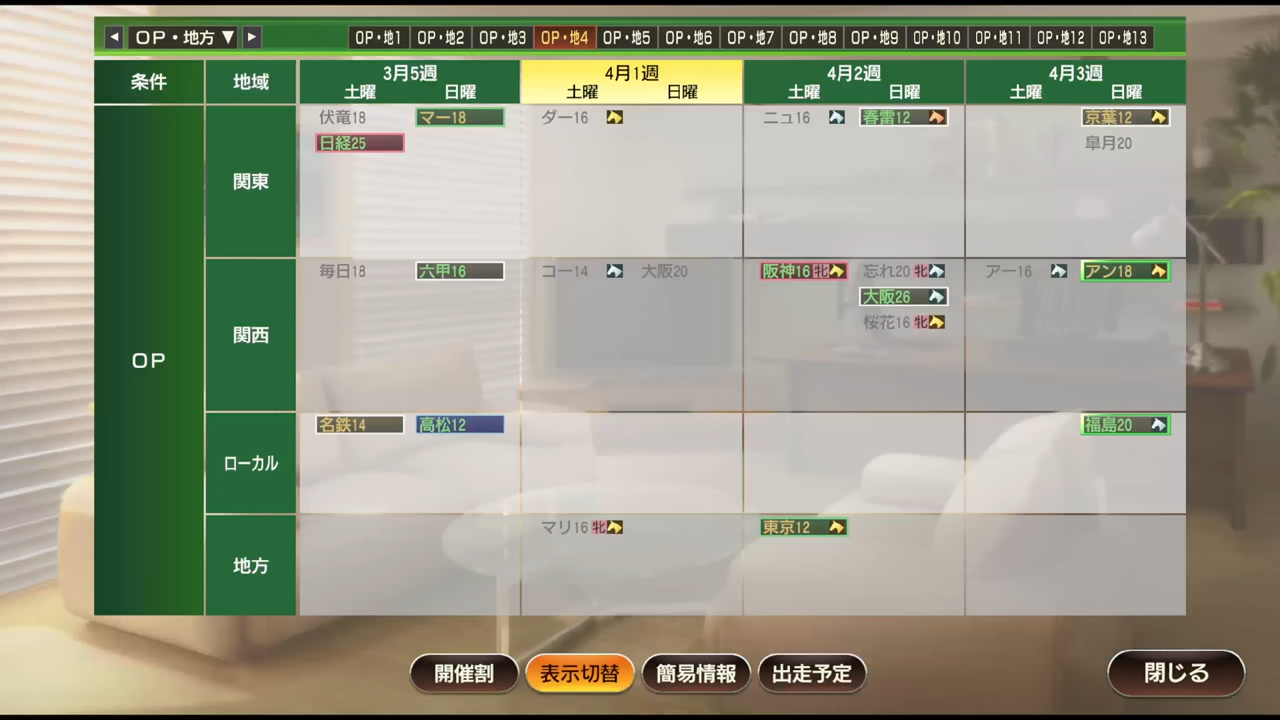 ◀ OP・地方▼ ▶ OP・地1 OP・地2 OP・地3 OP・地4 OP・地5 OP・地6 OP・地7 OP・地8 OP・地9 OP・地10 OP・地11 OP・地12 OP・地13
条件 地域 3月5週 4月1週 4月2週 4月3週
土曜 日曜 土曜 日曜 土曜 日曜 土曜 日曜
OP
関東
伏竜18 マー18 ダー16 ニュ16 春雷12 京葉12
日経25 皐月20
関西
毎日18 六甲16 コー14 大阪20 阪神16牝 忘れ20牝 アー16 アン18
大阪26
桜花16牝
ローカル
名鉄14 高松12 福島20
地方
マリ16牝 東京12
開催割 表示切替 簡易情報 出走予定 閉じる